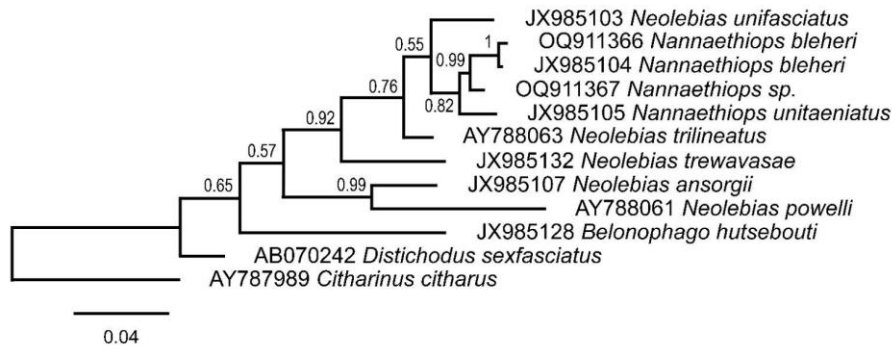 JX985103 Neolebias unifasciatus
0.55
1
OQ911366 Nannaethiops bleheri
0.99
JX985104 Nannaethiops bleheri
0.76
OQ911367 Nannaethiops sp.
0.82
JX985105 Nannaethiops unitaeniatus
0.92
AY788063 Neolebias trilineatus
0.57
JX985132 Neolebias trewavasae
0.65
0.99
JX985107 Neolebias ansorgii
AY788061 Neolebias powelli
JX985128 Belonophago hutsebouti
AB070242 Distichodus sexfasciatus
AY787989 Citharinus citharus
0.04